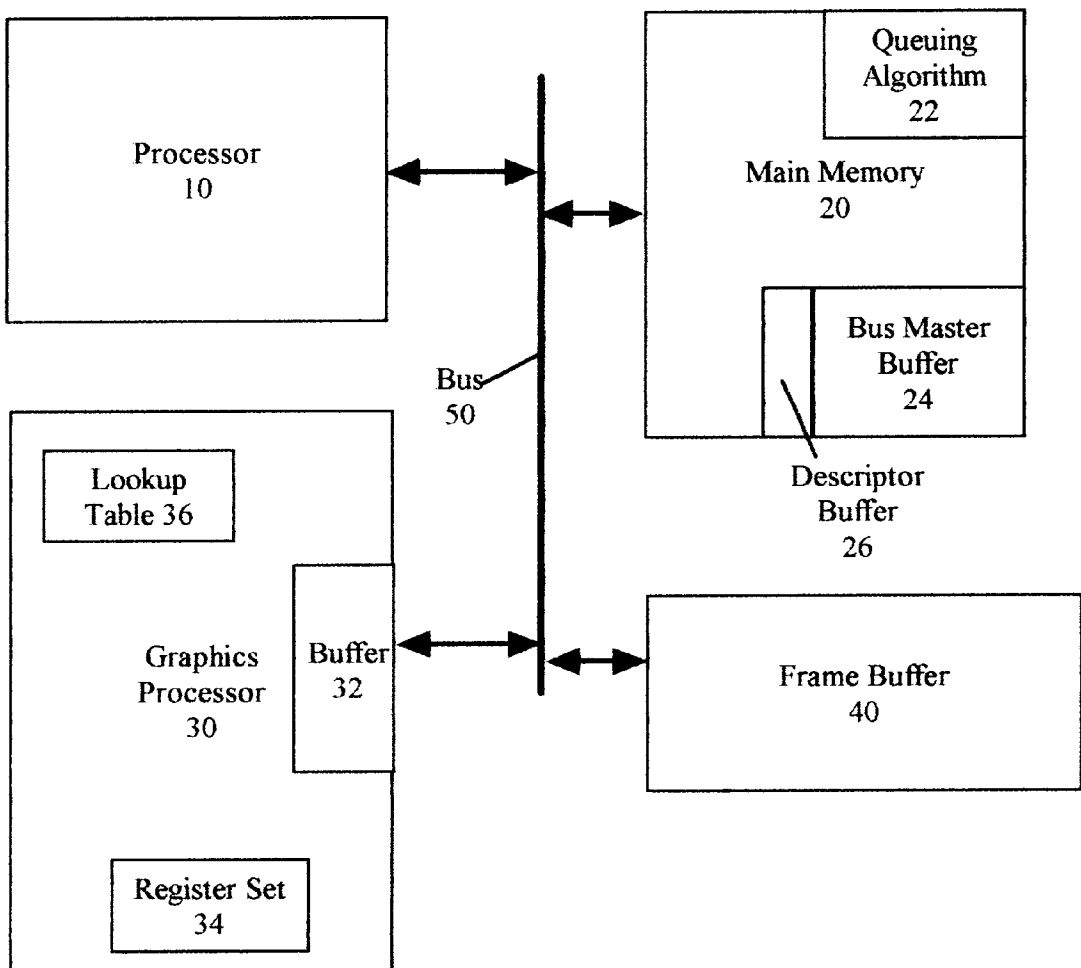 Processor
10
Queuing
Algorithm
22
Main Memory
20
Bus Master
Buffer
24
Bus
50
Descriptor
Buffer
26
Lookup
Table 36
Graphics
Processor
30
Buffer
32
Register Set
34
Frame Buffer
40